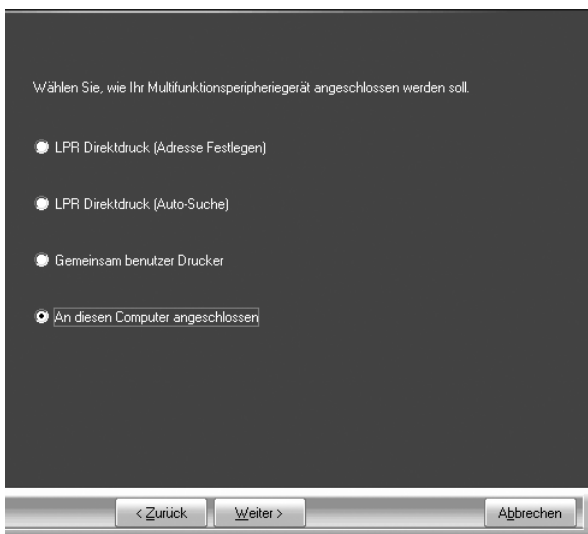 Wählen Sie, wie Ihr Multifunktionsperipheriegerät angeschlossen werden soll.
LPR Direktdruck (Adresse Festlegen)
LPR Direktdruck (Auto-Suche)
Gemeinsam benutzer Drucker
An diesen Computer angeschlossen
< Zurück Weiter > Abbrechen